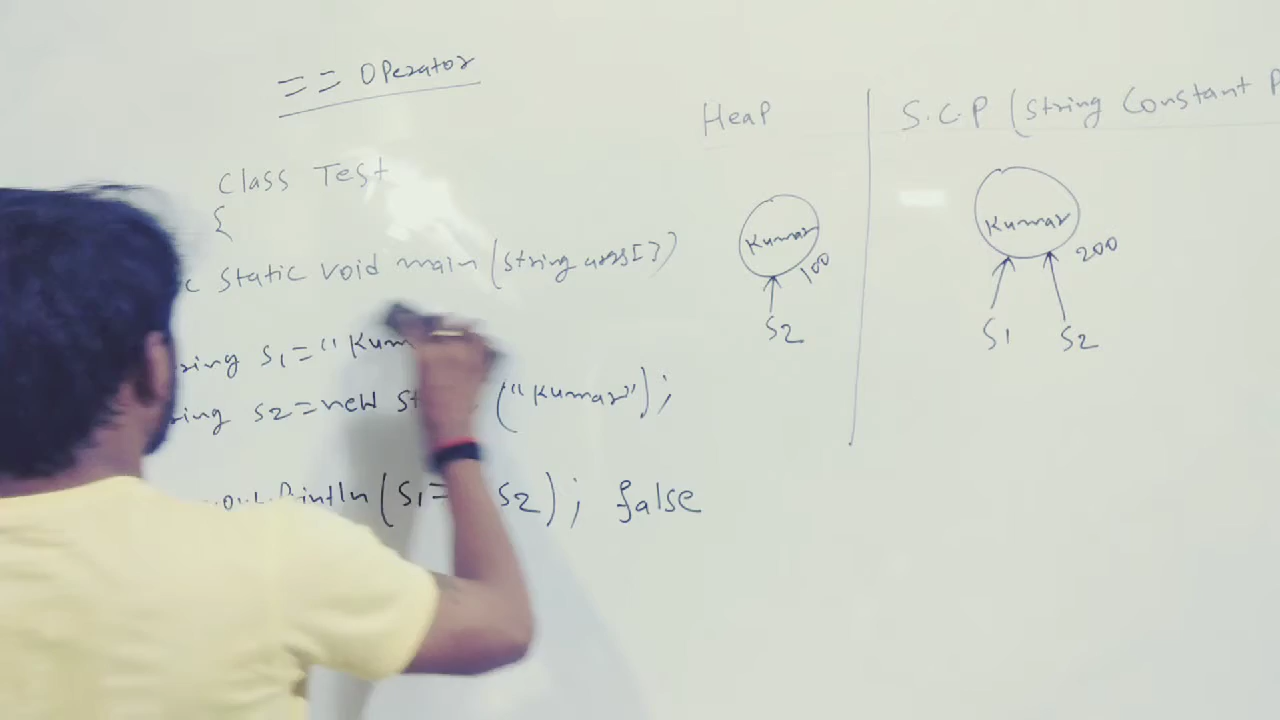 == Operator
Class Test
{
static void main (String args[])
S1 = "Kum
S2 = new St ("Kumar");
println (S1 = S2); false
Heap
Kumar
100
S2
S.C.P (String Constant P
Kumar
200
S1 S2